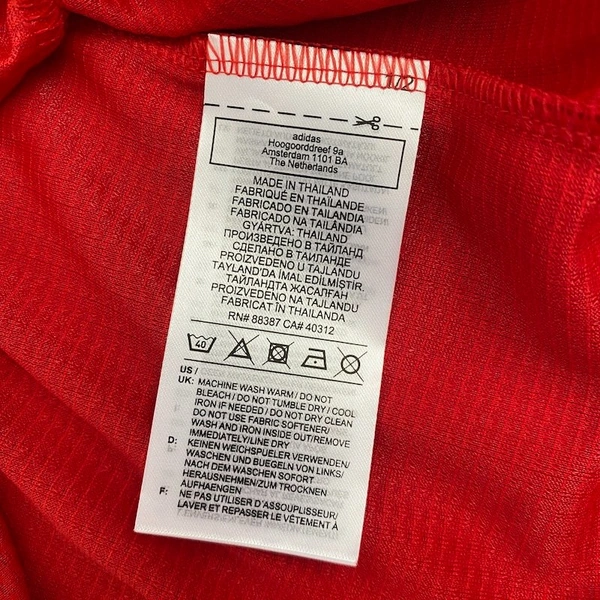 1/2
adidas
Hoogoorddreef 9a
Amsterdam 1101 BA
The Netherlands
MADE IN THAILAND
FABRIQUÉ EN THAÏLANDE
FABRICADO EN TAILANDIA
FABRICADO NA TAILÂNDIA
GYÁRTVA: THAILAND
ПРОИЗВЕДЕНО В ТАЙЛАНД
СДЕЛАНО В ТАИЛАНДЕ
PROIZVEDENO U TAJLANDU
TAYLAND'DA İMAL EDİLMİŞTİR.
ТАЙЛАНДТА ЖАСАЛҒАН
PROIZVEDENO NA TAJLANDU
FABRICAT ÎN THAILANDA
RN# 88387 CA# 40312
40
US /
UK: MACHINE WASH WARM / DO NOT
BLEACH / DO NOT TUMBLE DRY / COOL
IRON IF NEEDED / DO NOT DRY CLEAN
DO NOT USE FABRIC SOFTENER/
WASH AND IRON INSIDE OUT/REMOVE
IMMEDIATELY/LINE DRY
D: KEINEN WEICHSPUELER VERWENDEN/
WASCHEN UND BUEGELN VON LINKS/
NACH DEM WASCHEN SOFORT
HERAUSNEHMEN/ZUM TROCKNEN
AUFHAENGEN
F: NE PAS UTILISER D'ASSOUPLISSEUR/
LAVER ET REPASSER LE VÊTEMENT À